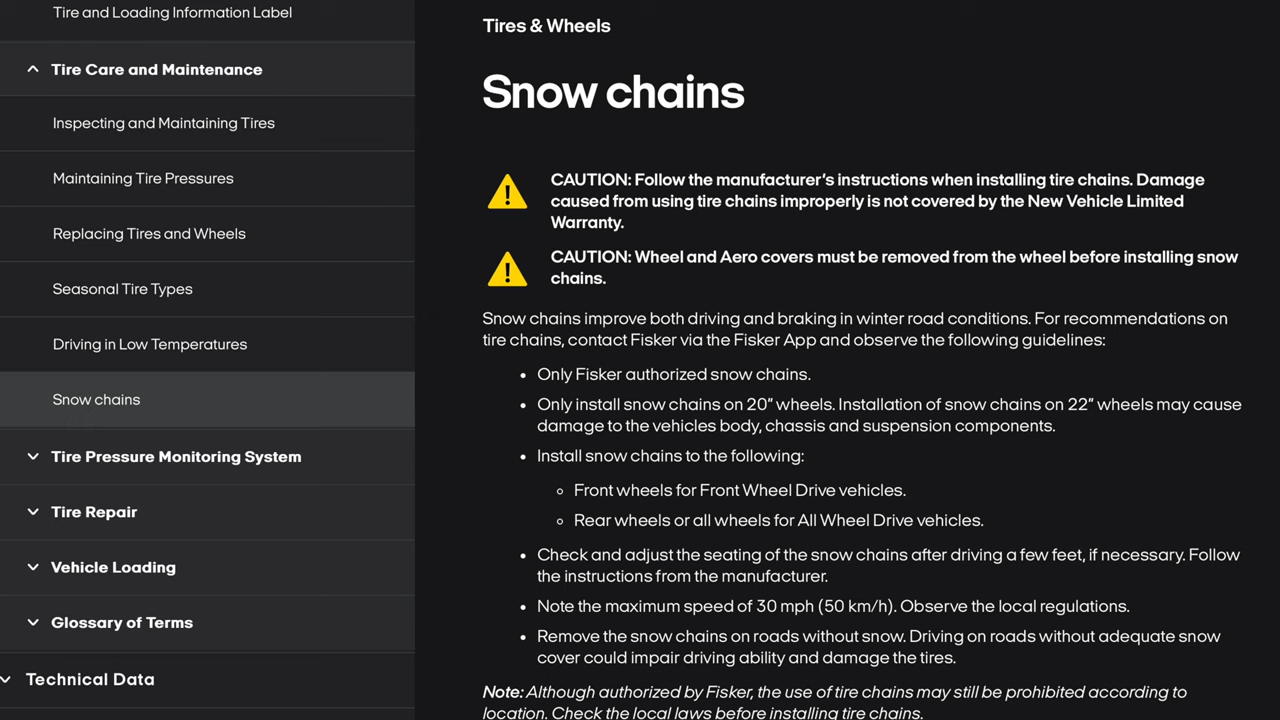 Tire and Loading Information Label
Tire Care and Maintenance
Inspecting and Maintaining Tires
Maintaining Tire Pressures
Replacing Tires and Wheels
Seasonal Tire Types
Driving in Low Temperatures
Snow chains
Tire Pressure Monitoring System
Tire Repair
Vehicle Loading
Glossary of Terms
Technical Data
Tires & Wheels
Snow chains
CAUTION: Follow the manufacturer's instructions when installing tire chains. Damage
caused from using tire chains improperly is not covered by the New Vehicle Limited
Warranty.
CAUTION: Wheel and Aero covers must be removed from the wheel before installing snow
chains.
Snow chains improve both driving and braking in winter road conditions. For recommendations on
tire chains, contact Fisker via the Fisker App and observe the following guidelines:
• Only Fisker authorized snow chains.
• Only install snow chains on 20" wheels. Installation of snow chains on 22" wheels may cause
damage to the vehicles body, chassis and suspension components.
• Install snow chains to the following:
◦ Front wheels for Front Wheel Drive vehicles.
◦ Rear wheels or all wheels for All Wheel Drive vehicles.
• Check and adjust the seating of the snow chains after driving a few feet, if necessary. Follow
the instructions from the manufacturer.
• Note the maximum speed of 30 mph (50 km/h). Observe the local regulations.
• Remove the snow chains on roads without snow. Driving on roads without adequate snow
cover could impair driving ability and damage the tires.
Note: Although authorized by Fisker, the use of tire chains may still be prohibited according to
location. Check the local laws before installing tire chains.